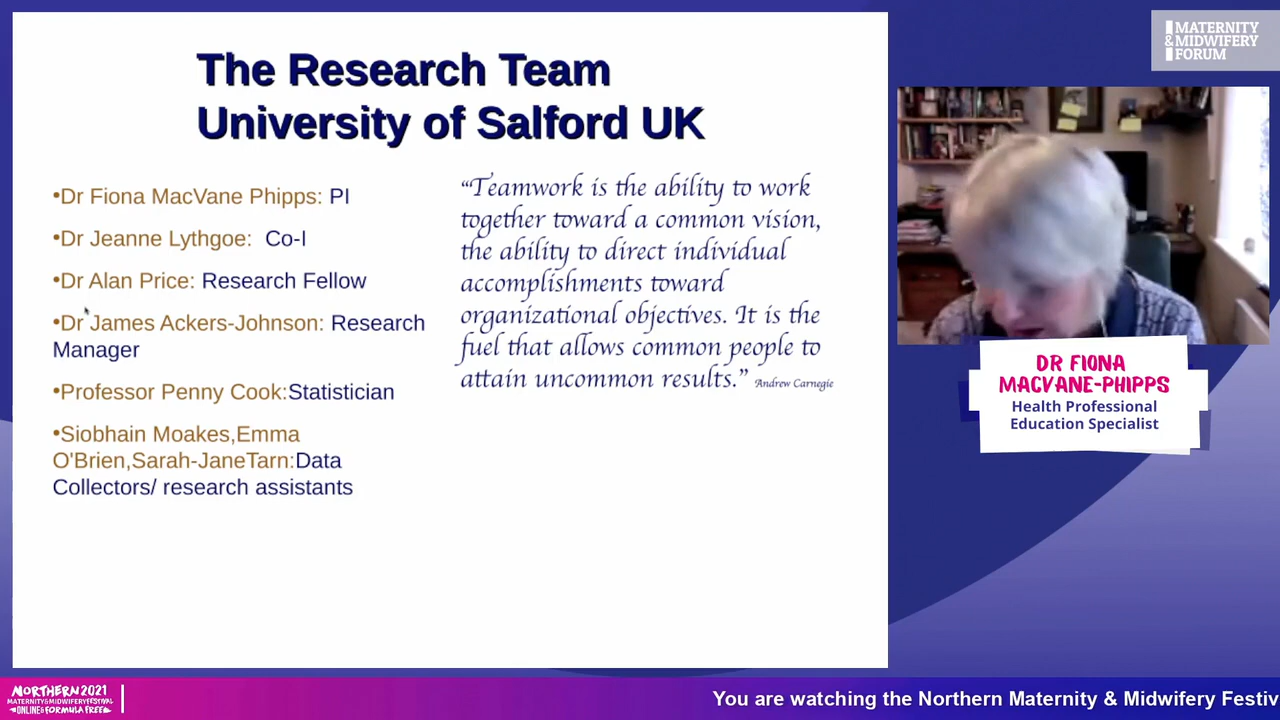 The Research Team
University of Salford UK
•Dr Fiona MacVane Phipps: PI
•Dr Jeanne Lythgoe:  Co-I
•Dr Alan Price: Research Fellow
•Dr James Ackers-Johnson: Research
Manager
•Professor Penny Cook:Statistician
•Siobhain Moakes,Emma
O'Brien,Sarah-JaneTarn:Data
Collectors/ research assistants
“Teamwork is the ability to work
together toward a common vision,
the ability to direct individual
accomplishments toward
organizational objectives. It is the
fuel that allows common people to
attain uncommon results.” Andrew Carnegie
MATERNITY
&MIDWIFERY
FORUM
DR FIONA
MACVANE-PHIPPS
Health Professional
Education Specialist
NORTHERN 2021
MATERNITY&MIDWIFERY FESTIVAL
ONLINE&FORMULA FREE
You are watching the Northern Maternity & Midwifery Festiv